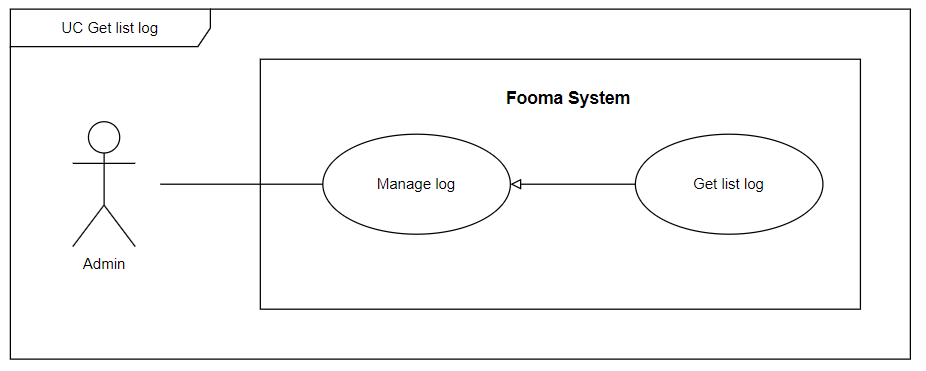 UC Get list log
Fooma System
Manage log
Get list log
Admin